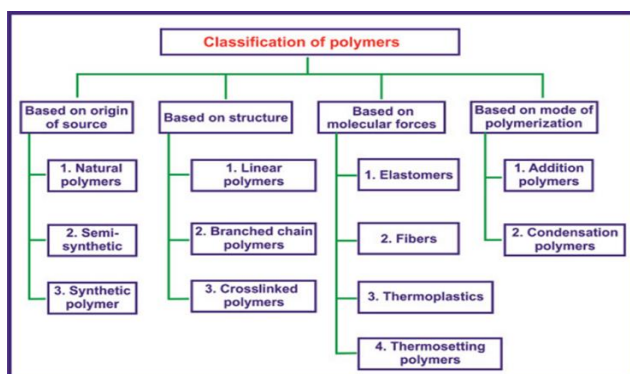 Classification of polymers
Based on origin
of source
Based on structure
Based on
molecular forces
Based on mode of
polymerization
1. Natural
polymers
2. Semi-
synthetic
3. Synthetic
polymer
1. Linear
polymers
2. Branched chain
polymers
3. Crosslinked
polymers
1. Elastomers
2. Fibers
3. Thermoplastics
4. Thermosetting
polymers
1. Addition
polymers
2. Condensation
polymers